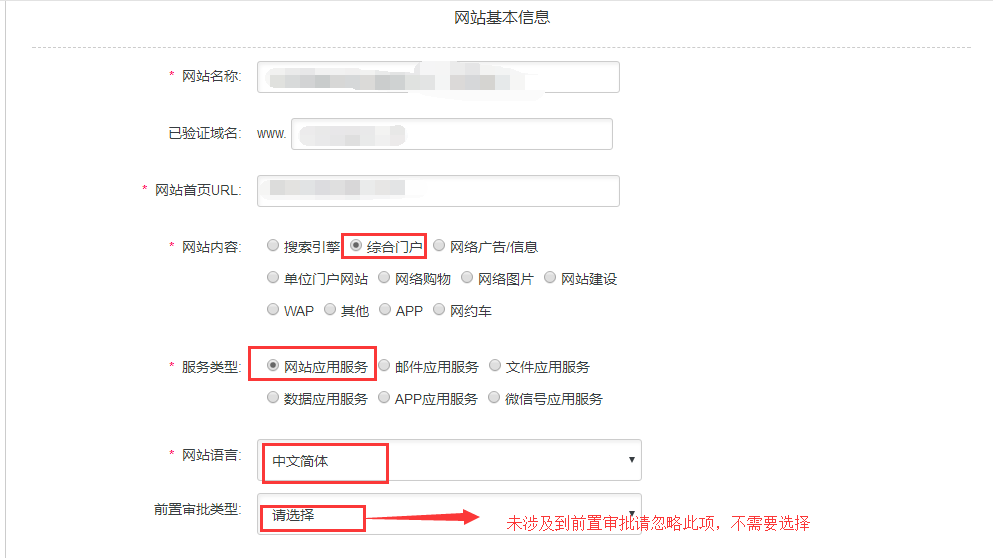 网站基本信息
* 网站名称:
已验证域名: www.
* 网站首页URL:
* 网站内容: 搜索引擎 综合门户 网络广告/信息
单位门户网站 网络购物 网络图片 网站建设
WAP 其他 APP 网约车
* 服务类型: 网站应用服务 邮件应用服务 文件应用服务
数据应用服务 APP应用服务 微信号应用服务
* 网站语言: 中文简体
前置审批类型: 请选择
未涉及到前置审批请忽略此项，不需要选择